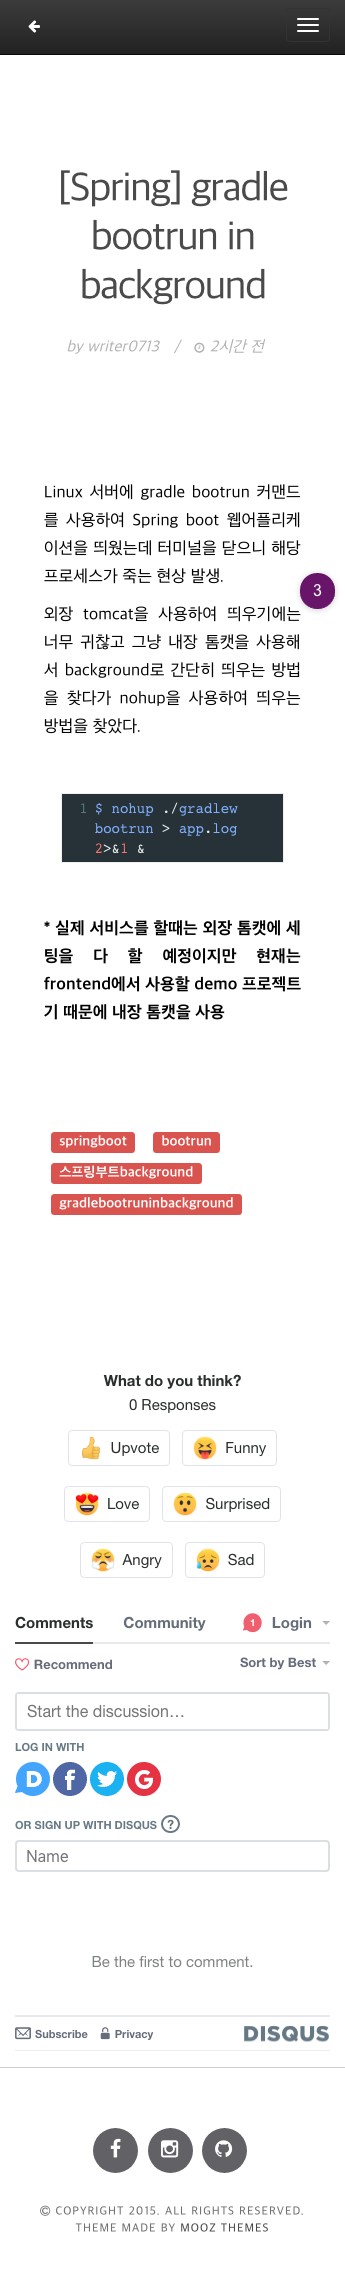 [Spring] gradle
bootrun in
background
by writer0713 / 2시간 전
Linux 서버에 gradle bootrun 커맨드
를 사용하여 Spring boot 웹어플리케
이션을 띄웠는데 터미널을 닫으니 해당
프로세스가 죽는 현상 발생.
3
외장 tomcat을 사용하여 띄우기에는
너무 귀찮고 그냥 내장 톰캣을 사용해
서 background로 간단히 띄우는 방법
을 찾다가 nohup을 사용하여 띄우는
방법을 찾았다.
1 $ nohup ./gradlew
bootrun > app.log
2>&1 &
* 실제 서비스를 할때는 외장 톰캣에 세
팅을 다 할 예정이지만 현재는
frontend에서 사용할 demo 프로젝트
기 때문에 내장 톰캣을 사용
springboot bootrun
스프링부트background
gradlebootruninbackground
What do you think?
0 Responses
Upvote Funny
Love Surprised
Angry Sad
Comments Community 1 Login
Recommend Sort by Best
Start the discussion…
LOG IN WITH
OR SIGN UP WITH DISQUS ?
Name
Be the first to comment.
Subscribe Privacy DISQUS
© COPYRIGHT 2015. ALL RIGHTS RESERVED.
THEME MADE BY MOOZ THEMES